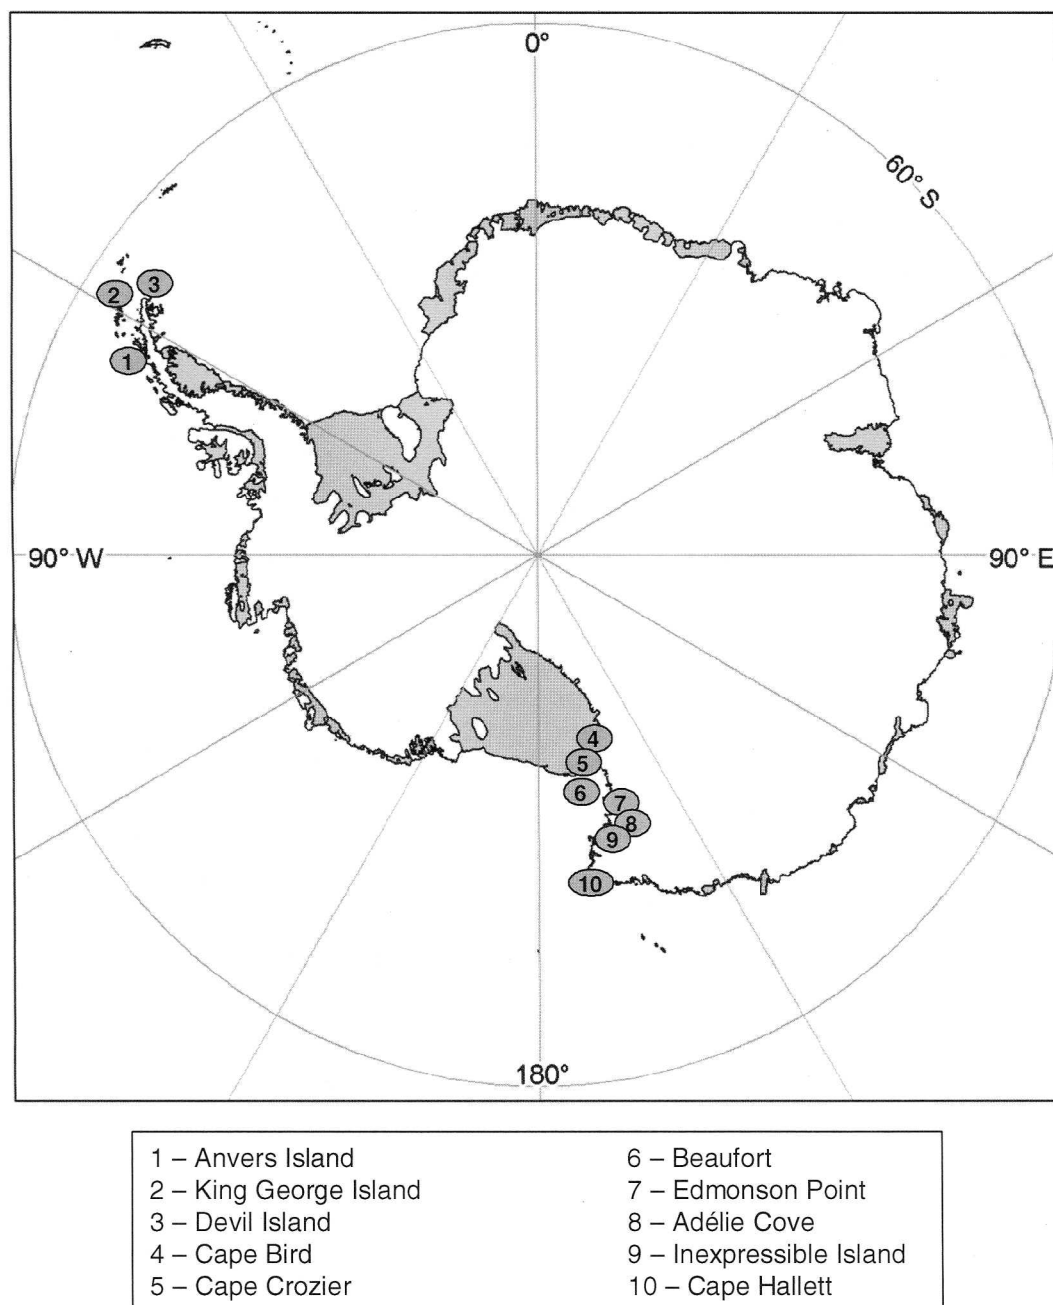 0°
60° S
2
3
1
90° W
90° E
4
5
6
7
8
9
10
180°
1 – Anvers Island
2 – King George Island
3 – Devil Island
4 – Cape Bird
5 – Cape Crozier
6 – Beaufort
7 – Edmonson Point
8 – Adélie Cove
9 – Inexpressible Island
10 – Cape Hallett